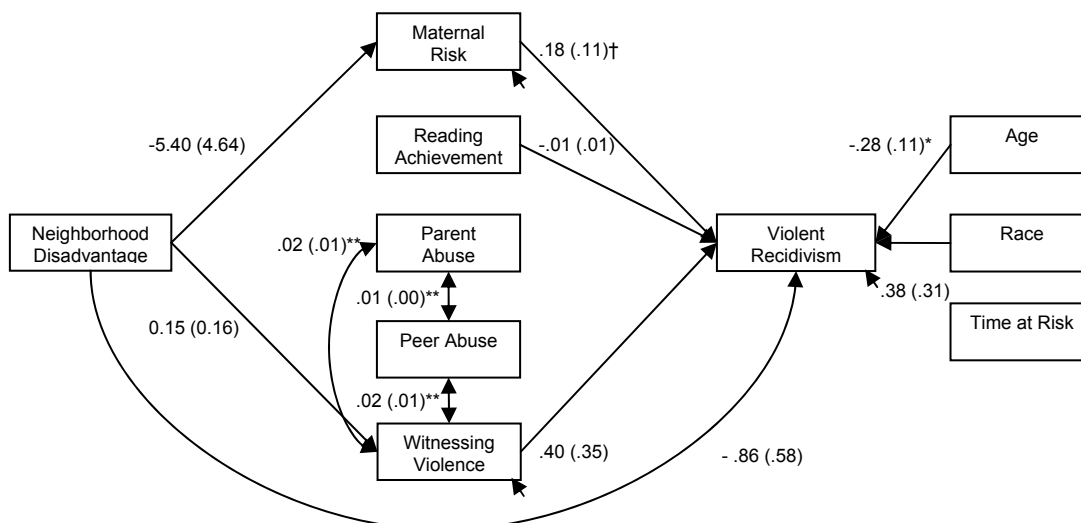 Maternal
Risk
.18 (.11)†
-5.40 (4.64)
Reading
Achievement
-.01 (.01)
-.28 (.11)*
Age
Neighborhood
Disadvantage
.02 (.01)**
Parent
Abuse
Violent
Recidivism
Race
.01 (.00)**
.38 (.31)
0.15 (0.16)
Peer Abuse
Time at Risk
.02 (.01)**
Witnessing
Violence
.40 (.35)
- .86 (.58)